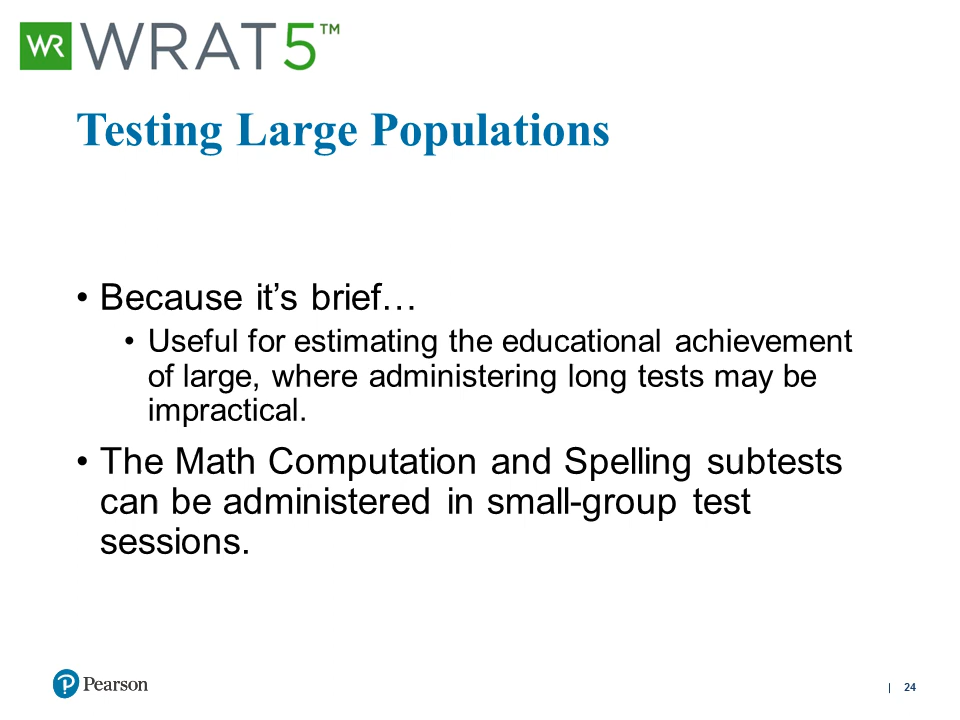 WR WRAT5™
Testing Large Populations
• Because it’s brief…
• Useful for estimating the educational achievement
of large, where administering long tests may be
impractical.
• The Math Computation and Spelling subtests
can be administered in small-group test
sessions.
P Pearson
| 24